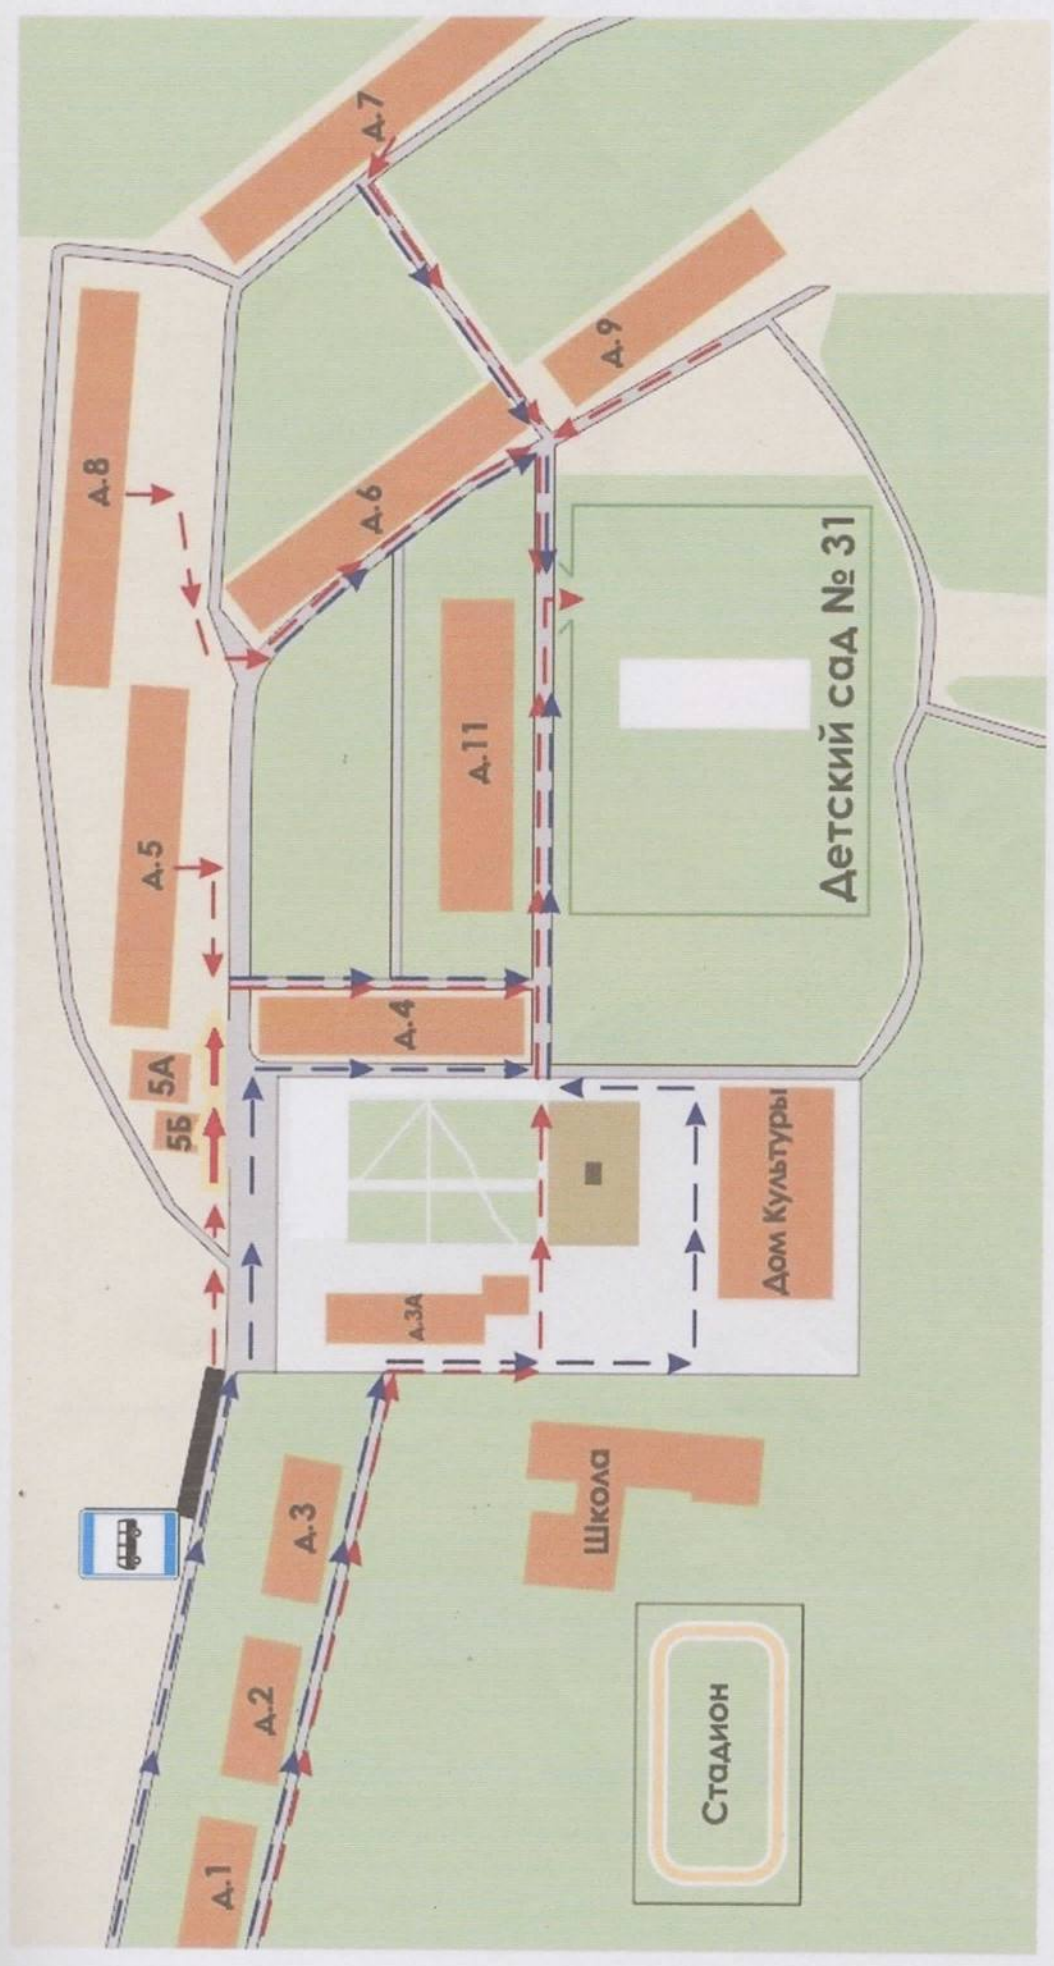 д.1
д.2
д.3
д.3А
5Б
5А
д.5
д.8
д.4
д.11
д.6
д.7
д.9
Школа
Стадион
Дом Культуры
Детский сад № 31